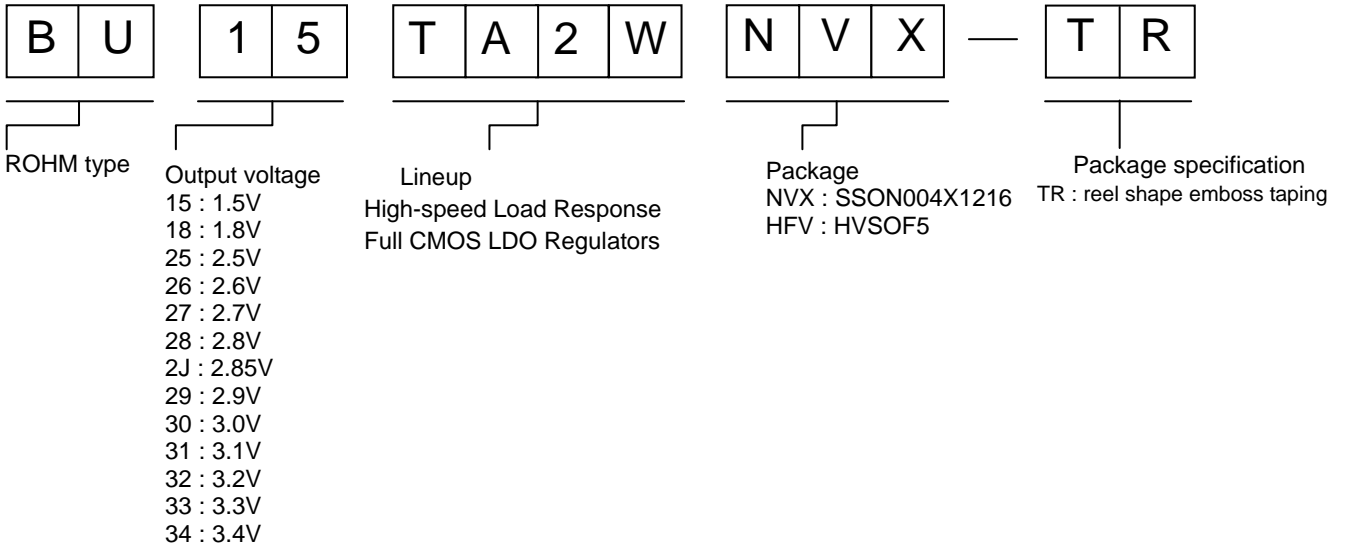 B U 1 5 T A 2 W N V X — T R
ROHM type
Output voltage
15 : 1.5V
18 : 1.8V
25 : 2.5V
26 : 2.6V
27 : 2.7V
28 : 2.8V
2J : 2.85V
29 : 2.9V
30 : 3.0V
31 : 3.1V
32 : 3.2V
33 : 3.3V
34 : 3.4V
Lineup
High-speed Load Response
Full CMOS LDO Regulators
Package
NVX : SSON004X1216
HFV : HVSOF5
Package specification
TR : reel shape emboss taping